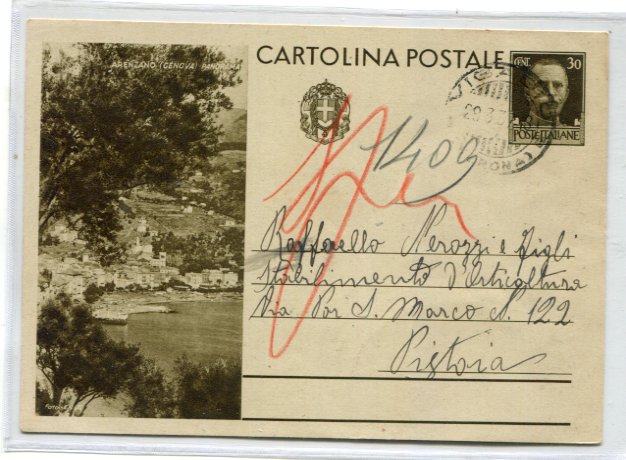 ARENZANO (GENOVA) PANOR
CARTOLINA POSTALE
CENT. 30
POSTE ITALIANE
1409
Raffaello Nerozzi e figli
Stabilimento d'Orticoltura
Via Por S. Marco N. 122
Pistoia